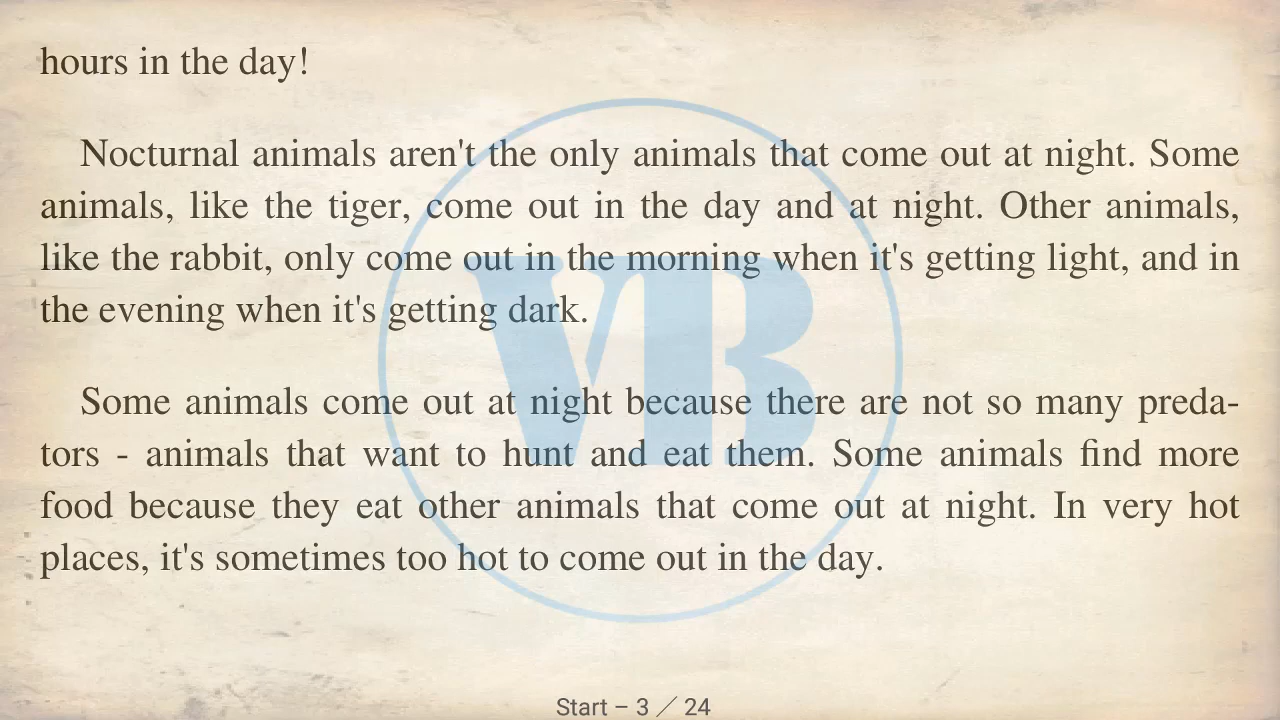 hours in the day!
Nocturnal animals aren't the only animals that come out at night. Some
animals, like the tiger, come out in the day and at night. Other animals,
like the rabbit, only come out in the morning when it's getting light, and in
the evening when it's getting dark.
Some animals come out at night because there are not so many preda-
tors - animals that want to hunt and eat them. Some animals find more
food because they eat other animals that come out at night. In very hot
places, it's sometimes too hot to come out in the day.
VB
Start – 3 ⁄ 24